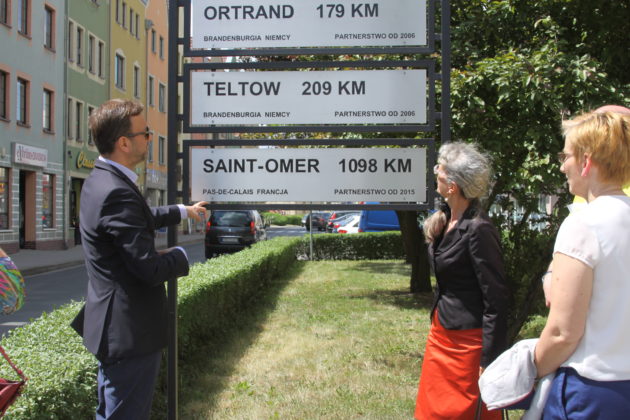 ORTRAND 179 KM
BRANDENBURGIA NIEMCY PARTNERSTWO OD 2006
TELTOW 209 KM
BRANDENBURGIA NIEMCY PARTNERSTWO OD 2006
SAINT-OMER 1098 KM
PAS-DE-CALAIS FRANCJA PARTNERSTWO OD 2015